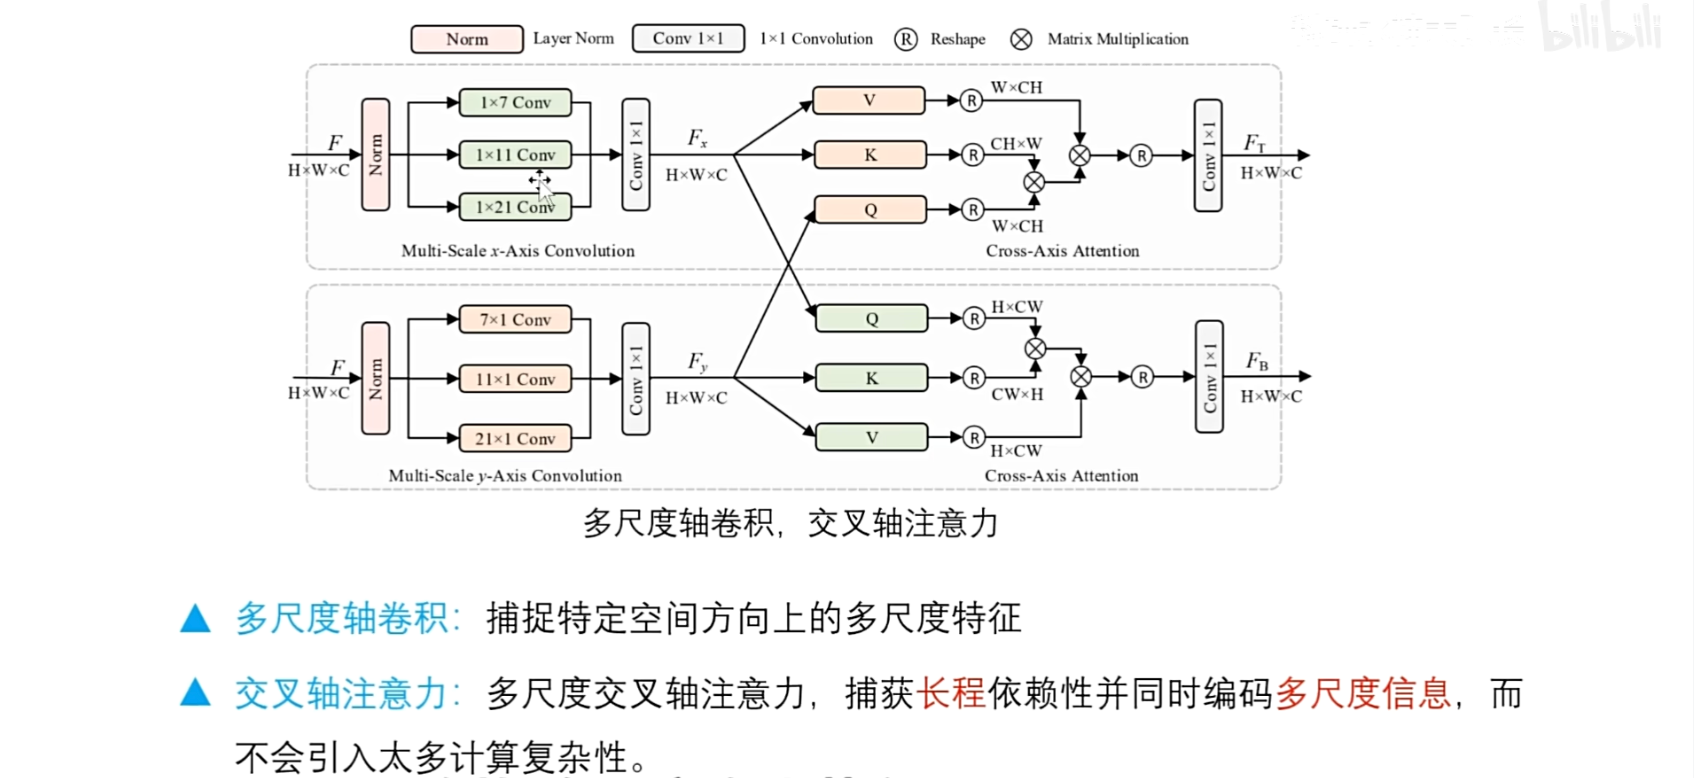 bilibili
Norm Layer Norm Conv 1×1 1×1 Convolution R Reshape ⊗ Matrix Multiplication
F
H×W×C
Norm
1×7 Conv
1×11 Conv
1×21 Conv
Conv 1×1
Fx
H×W×C
V
K
Q
R
R
R
W×CH
CH×W
W×CH
R
Conv 1×1
FT
H×W×C
Multi-Scale x-Axis Convolution
Cross-Axis Attention
F
H×W×C
Norm
7×1 Conv
11×1 Conv
21×1 Conv
Conv 1×1
Fy
H×W×C
Q
K
V
R
R
R
H×CW
CW×H
H×CW
R
Conv 1×1
FB
H×W×C
Multi-Scale y-Axis Convolution
Cross-Axis Attention
多尺度轴卷积，交叉轴注意力
▲ 多尺度轴卷积：捕捉特定空间方向上的多尺度特征
▲ 交叉轴注意力：多尺度交叉轴注意力，捕获长程依赖性并同时编码多尺度信息，而
不会引入太多计算复杂性。